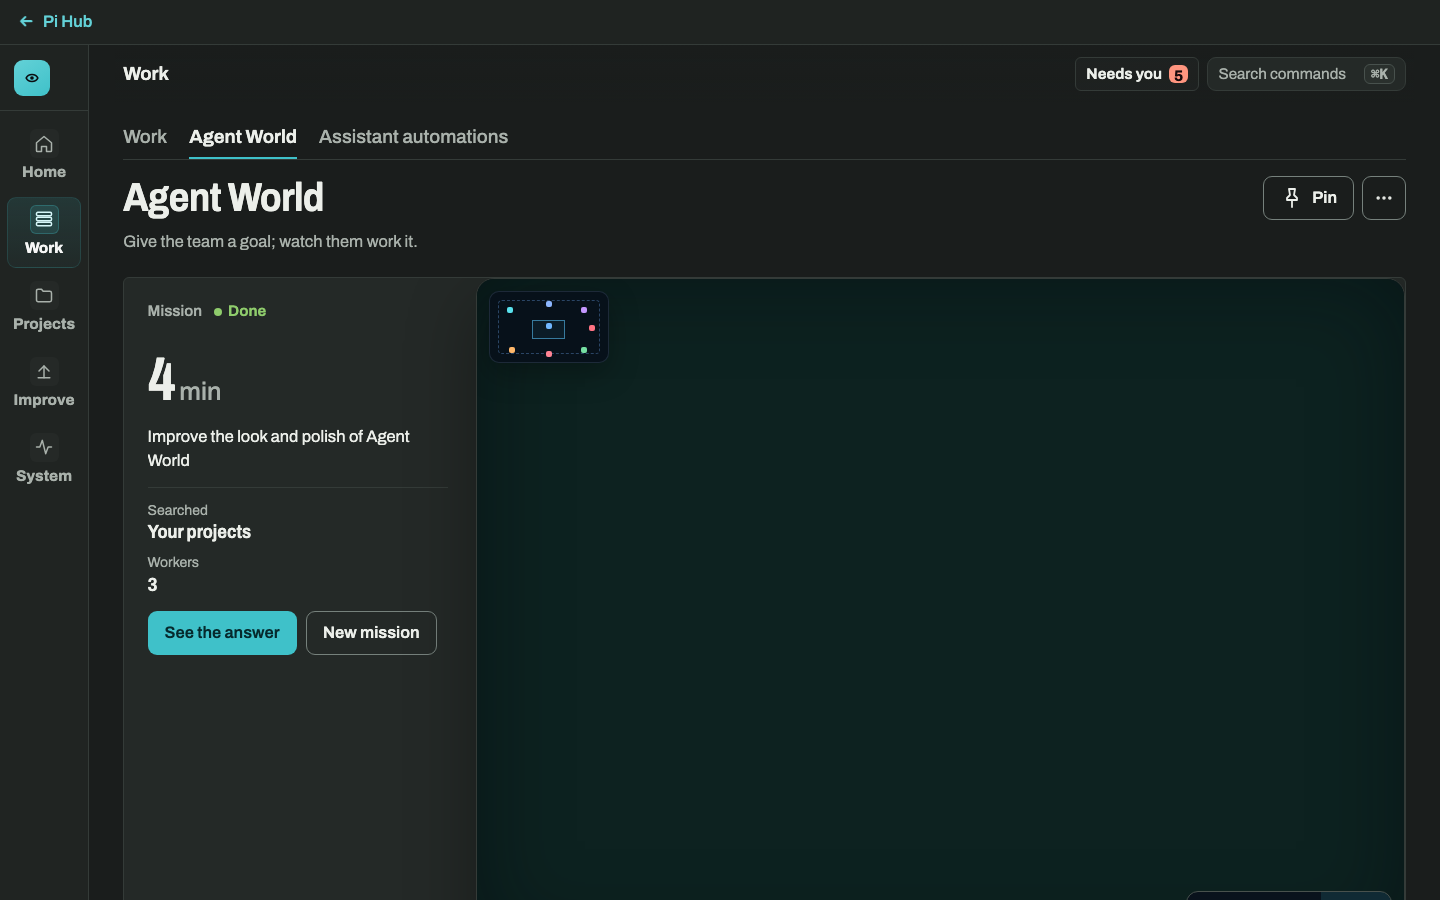 Pi Hub
Work
Needs you 5
Search commands ⌘K
Home
Work
Projects
Improve
System
Work Agent World Assistant automations
Agent World
Pin
Give the team a goal; watch them work it.
Mission Done
4 min
Improve the look and polish of Agent
World
Searched
Your projects
Workers
3
See the answer
New mission